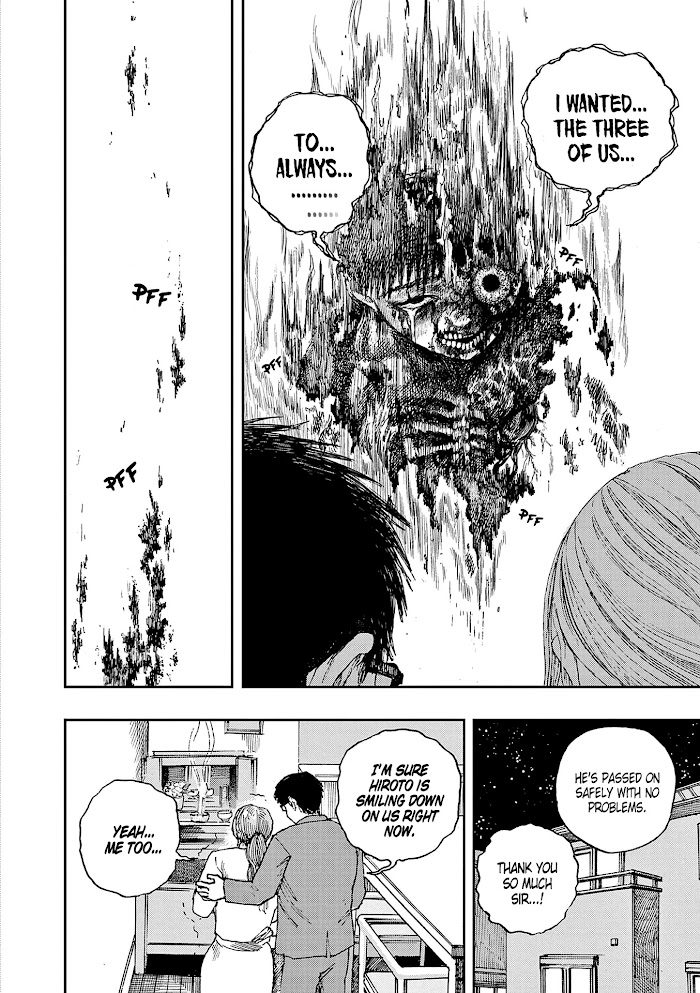 I WANTED...
THE THREE
OF US...
TO...
ALWAYS...
.........
......
PFF
PFF
PFF
PFF
PFF
HE'S PASSED ON
SAFELY WITH NO
PROBLEMS.
THANK YOU
SO MUCH
SIR...!
I'M SURE
HIROTO IS
SMILING DOWN
ON US RIGHT
NOW.
YEAH...
ME TOO...